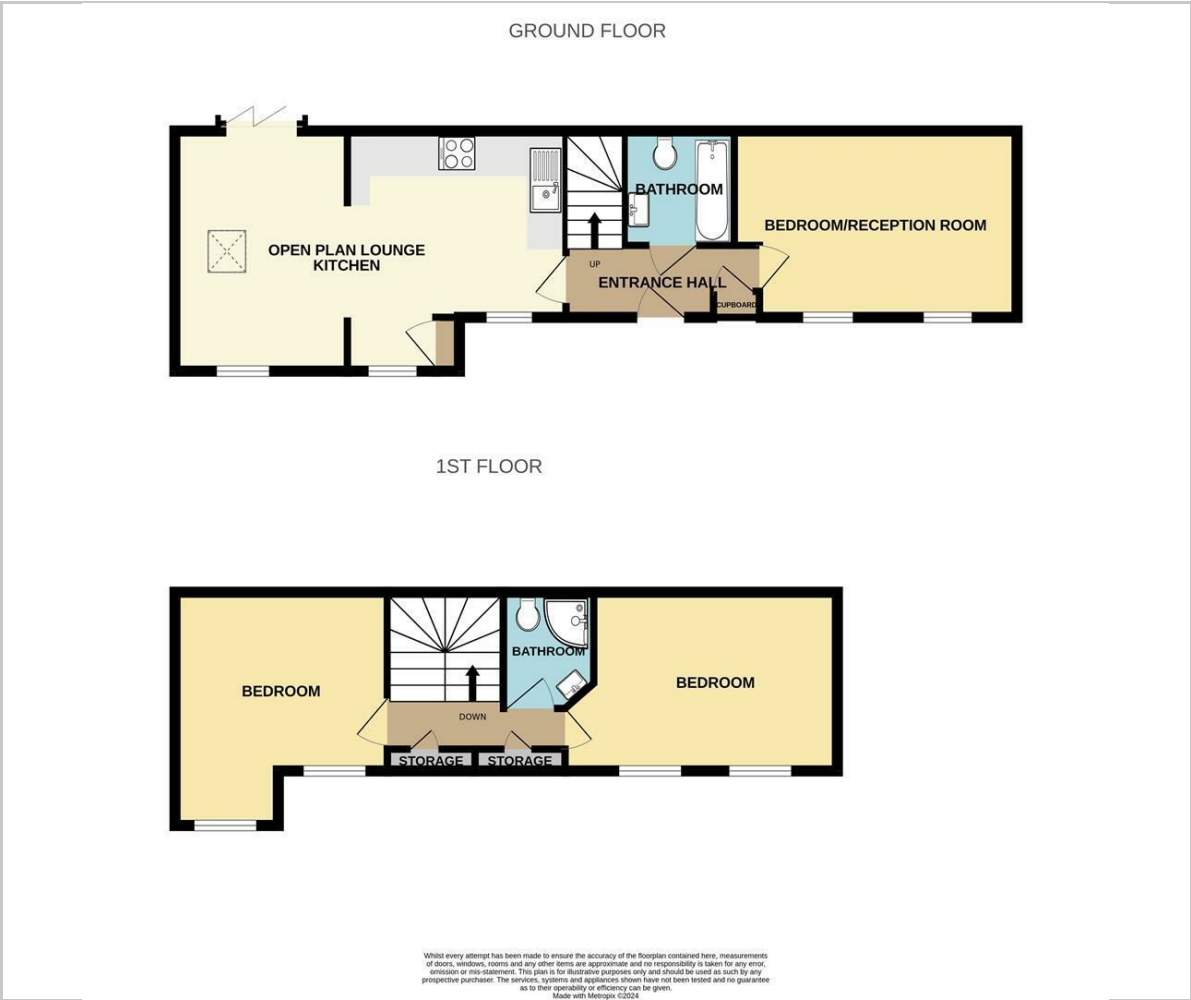 GROUND FLOOR
BATHROOM
BEDROOM/RECEPTION ROOM
OPEN PLAN LOUNGE
KITCHEN
UP
ENTRANCE HALL
CUPBOARD
1ST FLOOR
BATHROOM
BEDROOM
BEDROOM
DOWN
STORAGE
STORAGE
Whilst every attempt has been made to ensure the accuracy of the floorplan contained here, measurements
of doors, windows, rooms and any other items are approximate and no responsibility is taken for any error,
omission or mis-statement. This plan is for illustrative purposes only and should be used as such by any
prospective purchaser. The services, systems and appliances shown have not been tested and no guarantee
as to their operability or efficiency can be given.
Made with Metropix ©2024